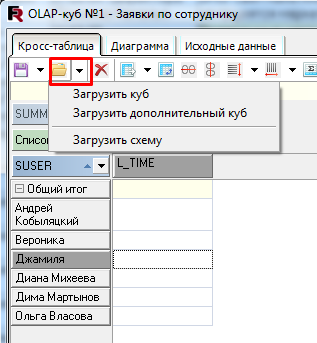 OLAP-куб №1 - Заявки по сотруднику
Кросс-таблица Диаграмма Исходные данные
Загрузить куб
Загрузить дополнительный куб
Загрузить схему
SUMM
Список
SUSER L_TIME
Общий итог
Андрей
Кобыляцкий
Вероника
Джамиля
Диана Михеева
Дима Мартынов
Ольга Власова